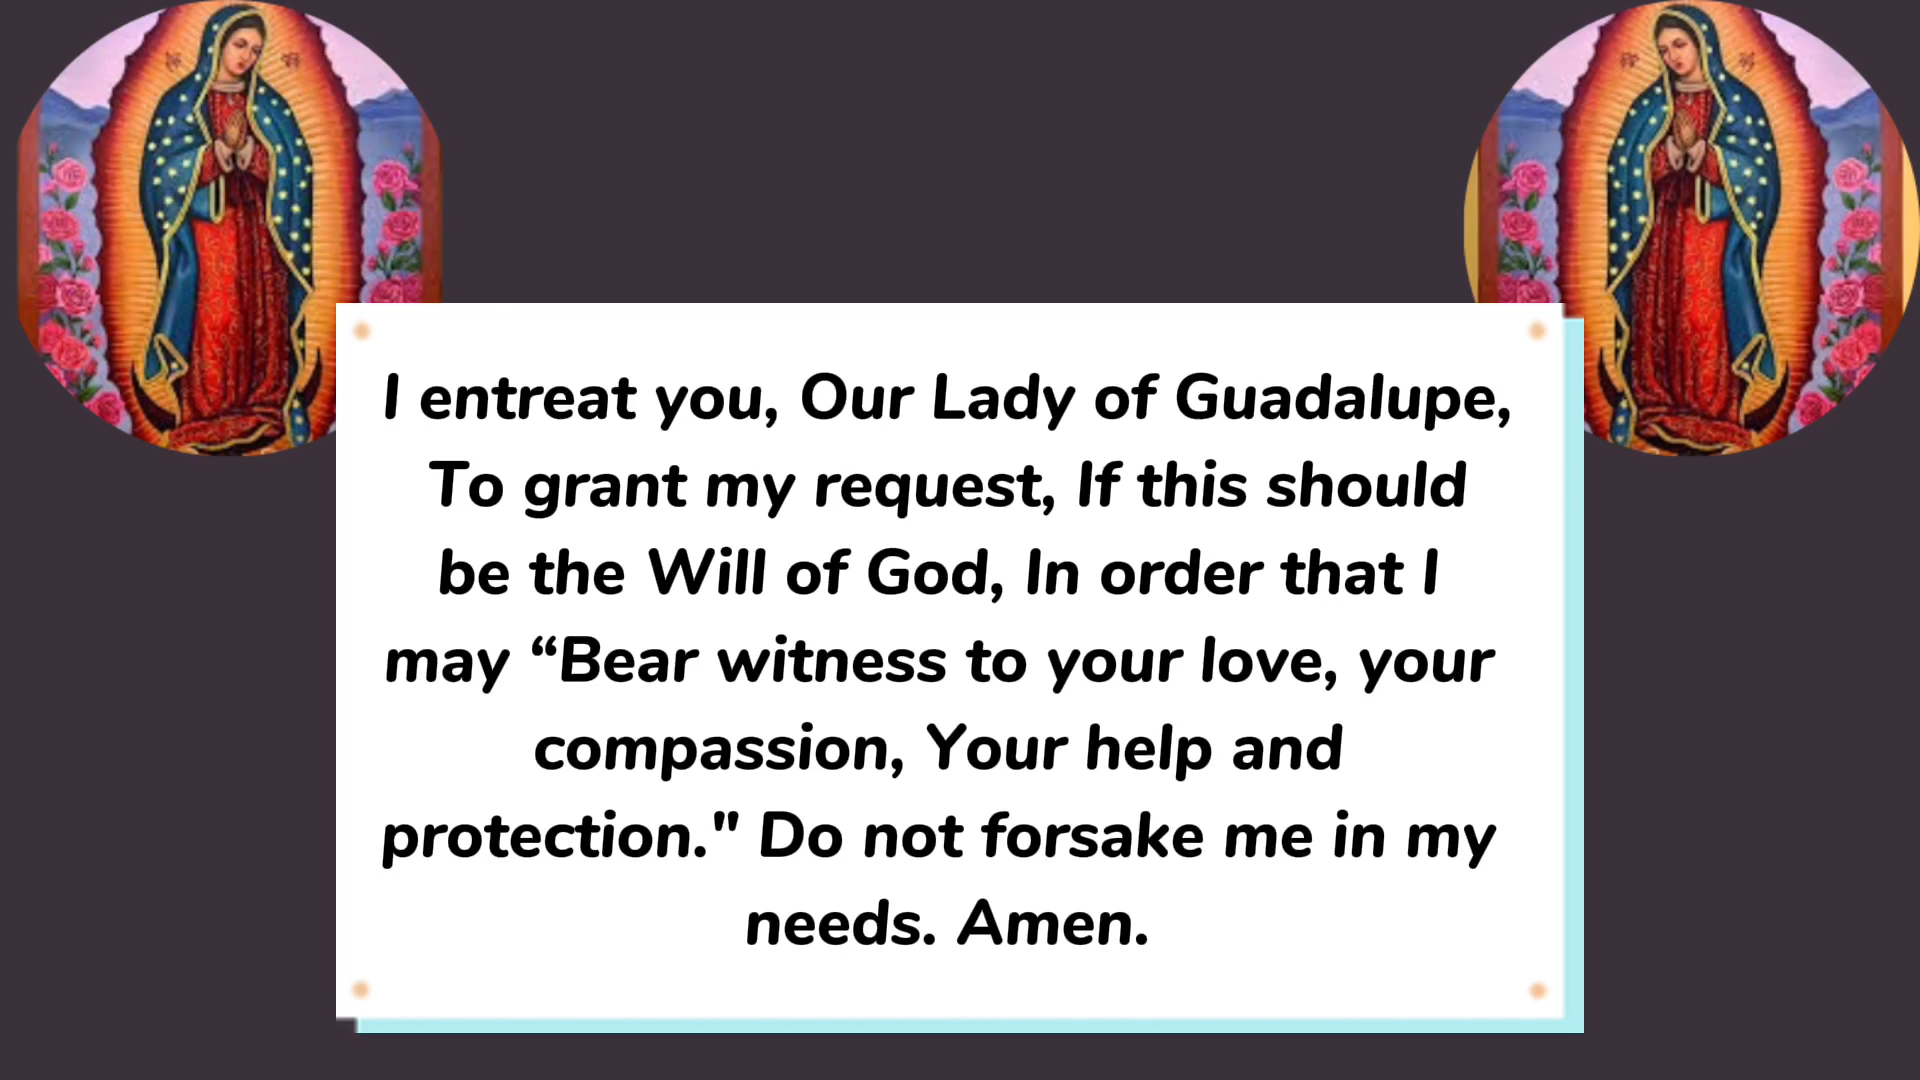 I entreat you, Our Lady of Guadalupe,
To grant my request, If this should
be the Will of God, In order that I
may “Bear witness to your love, your
compassion, Your help and
protection." Do not forsake me in my
needs. Amen.